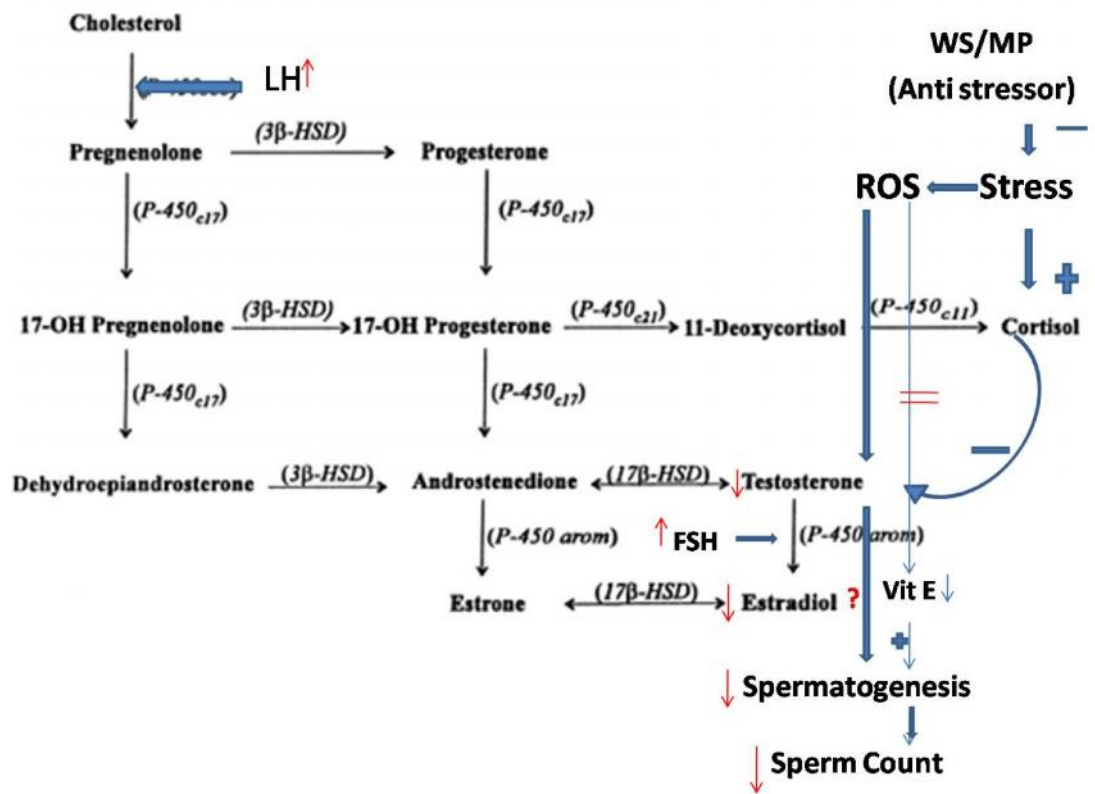 Cholesterol
WS/MP
(Anti stressor)
LH↑
—
(3β-HSD)
Pregnenolone
Progesterone
ROS
Stress
(P-450c17)
(P-450c17)
+
(3β-HSD)
(P-450c21)
(P-450c11)
17-OH Pregnenolone
17-OH Progesterone
11-Deoxycortisol
Cortisol
(P-450c17)
(P-450c17)
—
(3β-HSD)
(17β-HSD)
Dehydroepiandrosterone
Androstenedione
↓Testosterone
(P-450 arom)
↑FSH
(P-450 arom)
(17β-HSD)
Estrone
↓Estradiol ?
Vit E↓
+
↓Spermatogenesis
↓Sperm Count